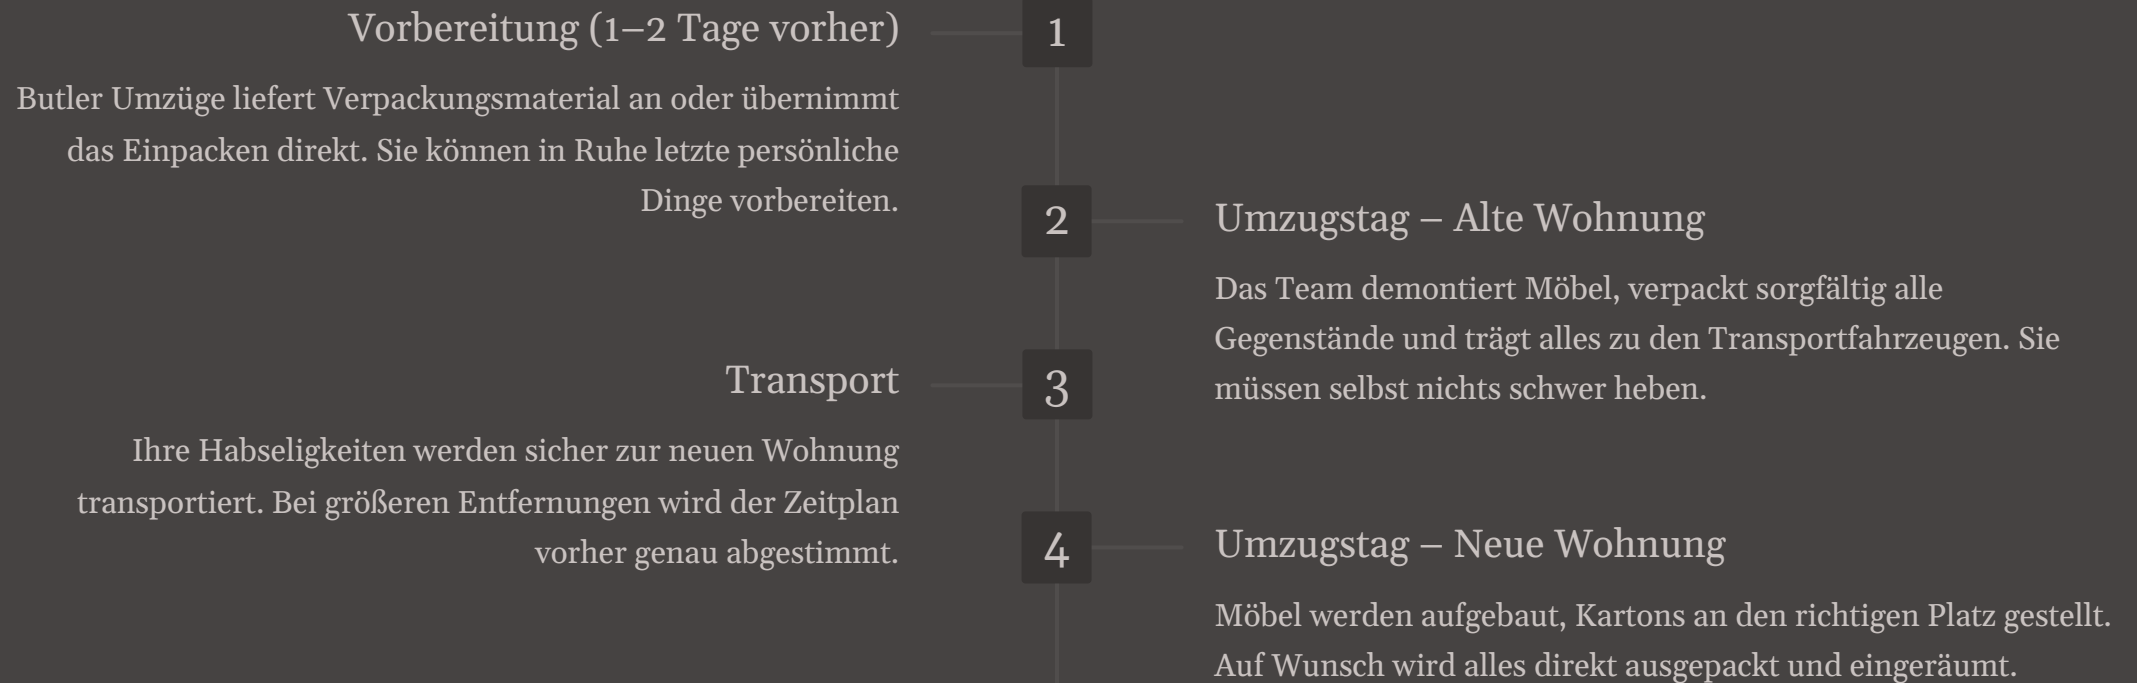 Vorbereitung (1–2 Tage vorher)
1
Butler Umzüge liefert Verpackungsmaterial an oder übernimmt
das Einpacken direkt. Sie können in Ruhe letzte persönliche
Dinge vorbereiten.
2
Umzugstag – Alte Wohnung
Das Team demontiert Möbel, verpackt sorgfältig alle
Gegenstände und trägt alles zu den Transportfahrzeugen. Sie
müssen selbst nichts schwer heben.
Transport
3
Ihre Habseligkeiten werden sicher zur neuen Wohnung
transportiert. Bei größeren Entfernungen wird der Zeitplan
vorher genau abgestimmt.
4
Umzugstag – Neue Wohnung
Möbel werden aufgebaut, Kartons an den richtigen Platz gestellt.
Auf Wunsch wird alles direkt ausgepackt und eingeräumt.